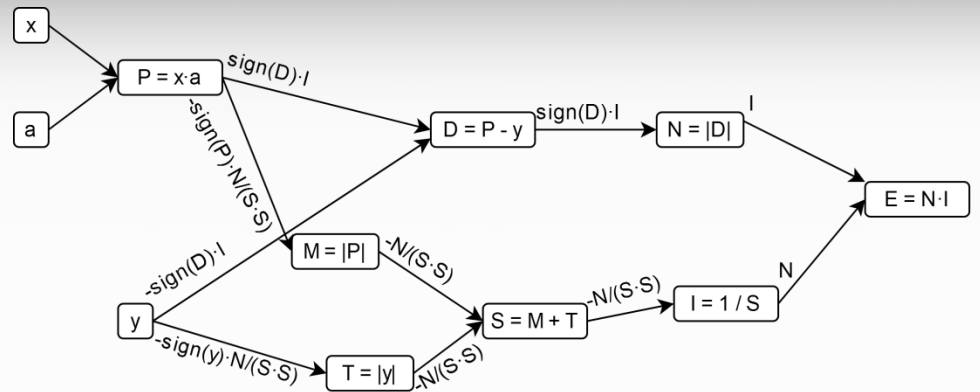 x
a
P = x·a
sign(D)·I
-sign(P)·N/(S·S)
D = P - y
sign(D)·I
N = |D|
I
E = N·I
M = |P|
-N/(S·S)
-sign(D)·I
y
-sign(y)·N/(S·S)
T = |y|
-N/(S·S)
S = M + T
-N/(S·S)
I = 1 / S
N